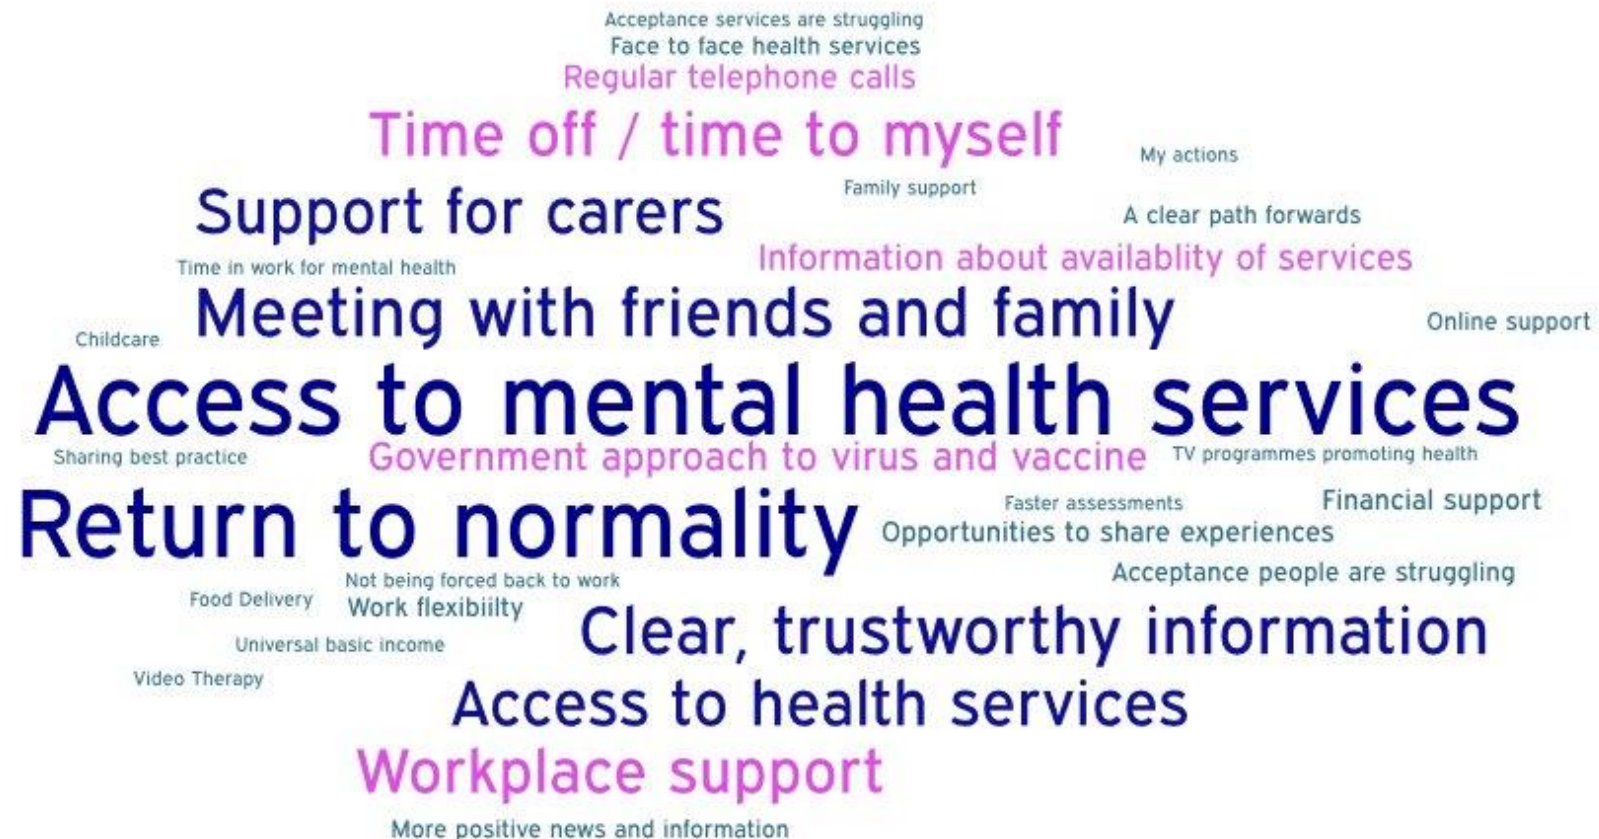 Acceptance services are struggling
Face to face health services
Regular telephone calls
Time off / time to myself
My actions
Family support
Support for carers
A clear path forwards
Information about availablity of services
Time in work for mental health
Meeting with friends and family
Online support
Childcare
Access to mental health services
Sharing best practice
Government approach to virus and vaccine
TV programmes promoting health
Return to normality
Faster assessments
Financial support
Opportunities to share experiences
Acceptance people are struggling
Not being forced back to work
Food Delivery
Work flexibiilty
Clear, trustworthy information
Universal basic income
Video Therapy
Access to health services
Workplace support
More positive news and information